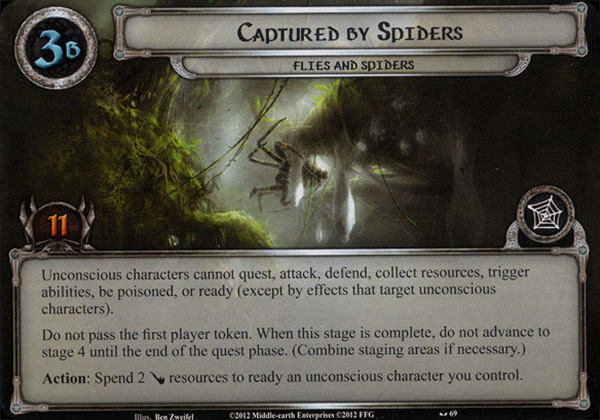 3B
CAPTURED BY SPIDERS
FLIES AND SPIDERS
11
Unconscious characters cannot quest, attack, defend, collect resources, trigger
abilities, be poisoned, or ready (except by effects that target unconscious
characters).
Do not pass the first player token. When this stage is complete, do not advance to
stage 4 until the end of the quest phase. (Combine staging areas if necessary.)
Action: Spend 2 resources to ready an unconscious character you control.
Illus. Ben Zweifel ©2012 Middle-earth Enterprises ©2012 FFG 69